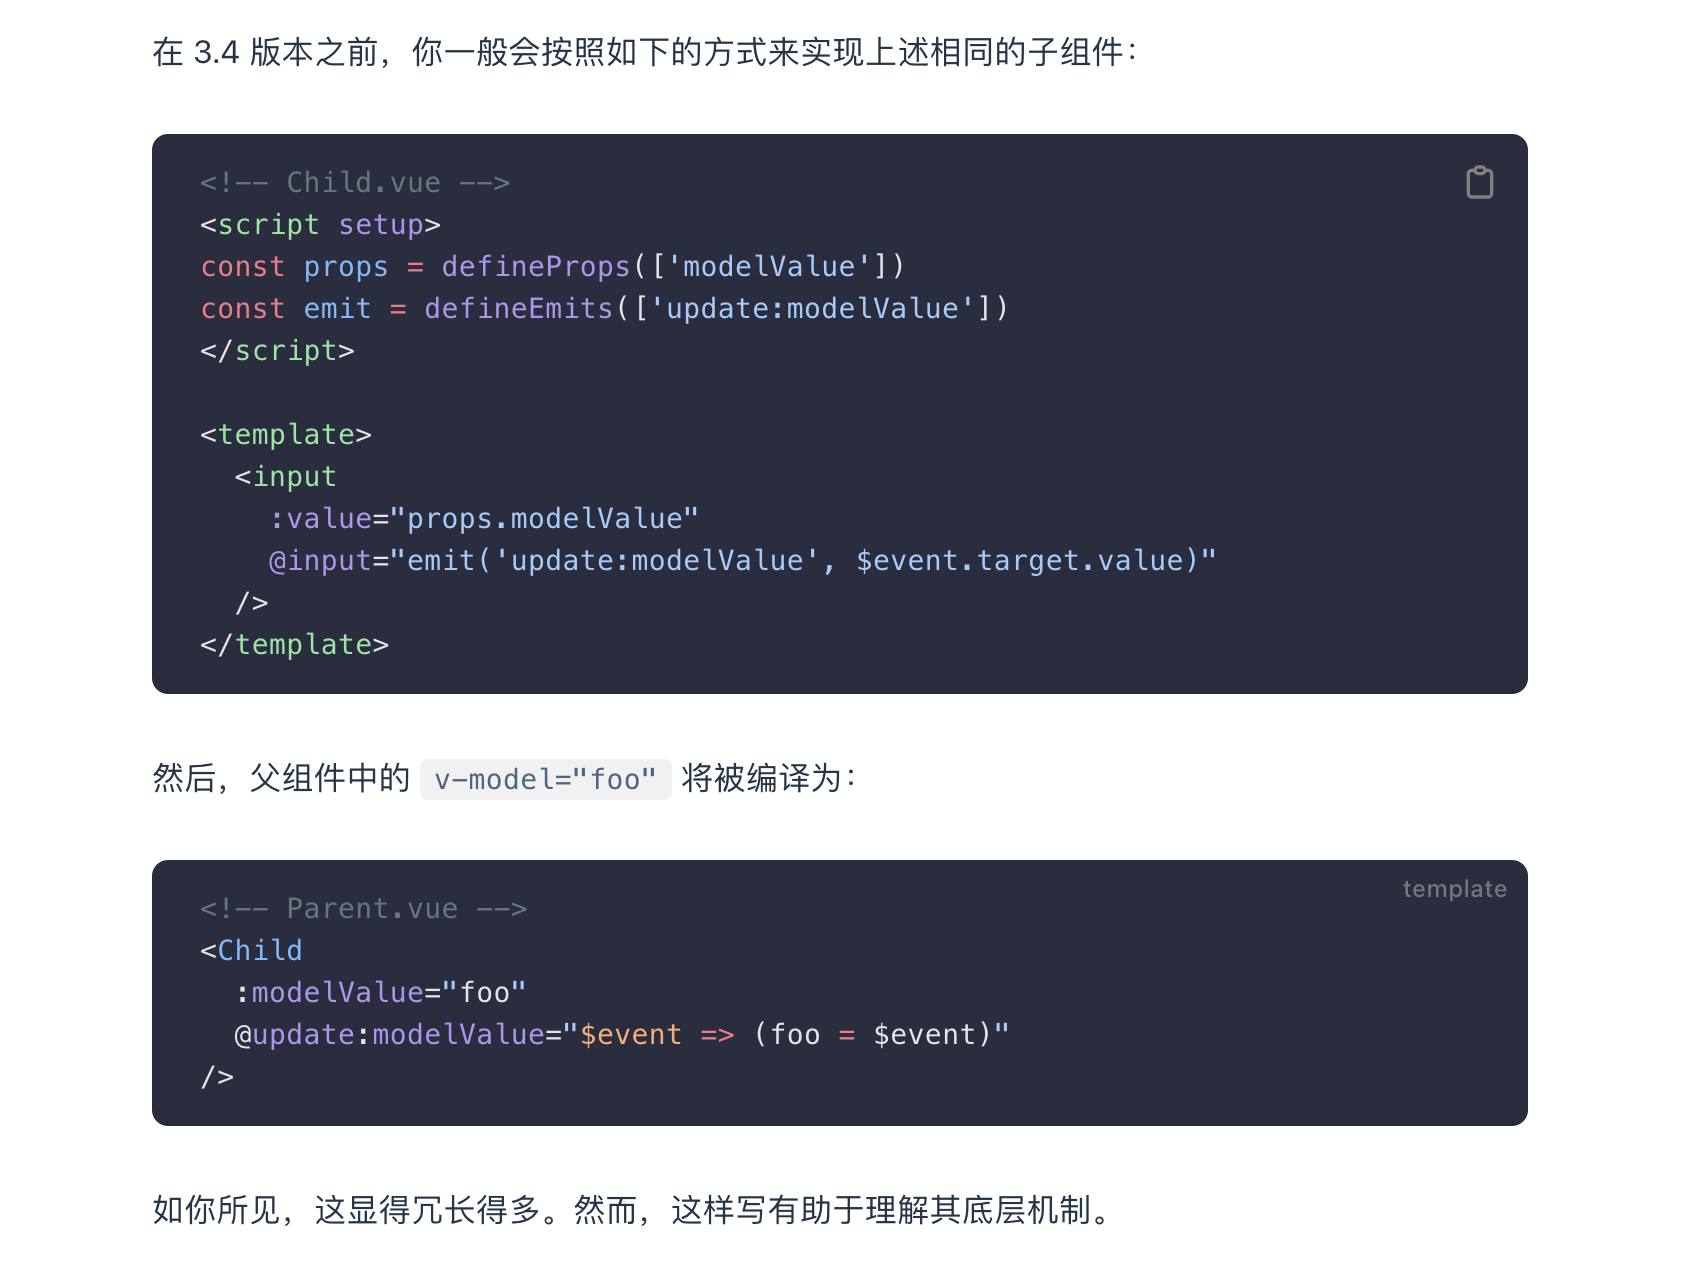 在 3.4 版本之前，你一般会按照如下的方式来实现上述相同的子组件：
<!-- Child.vue -->
<script setup>
const props = defineProps(['modelValue'])
const emit = defineEmits(['update:modelValue'])
</script>
<template>
  <input
    :value="props.modelValue"
    @input="emit('update:modelValue', $event.target.value)"
  />
</template>
然后，父组件中的 v-model="foo" 将被编译为：
template
<!-- Parent.vue -->
<Child
  :modelValue="foo"
  @update:modelValue="$event => (foo = $event)"
/>
如你所见，这显得冗长得多。然而，这样写有助于理解其底层机制。